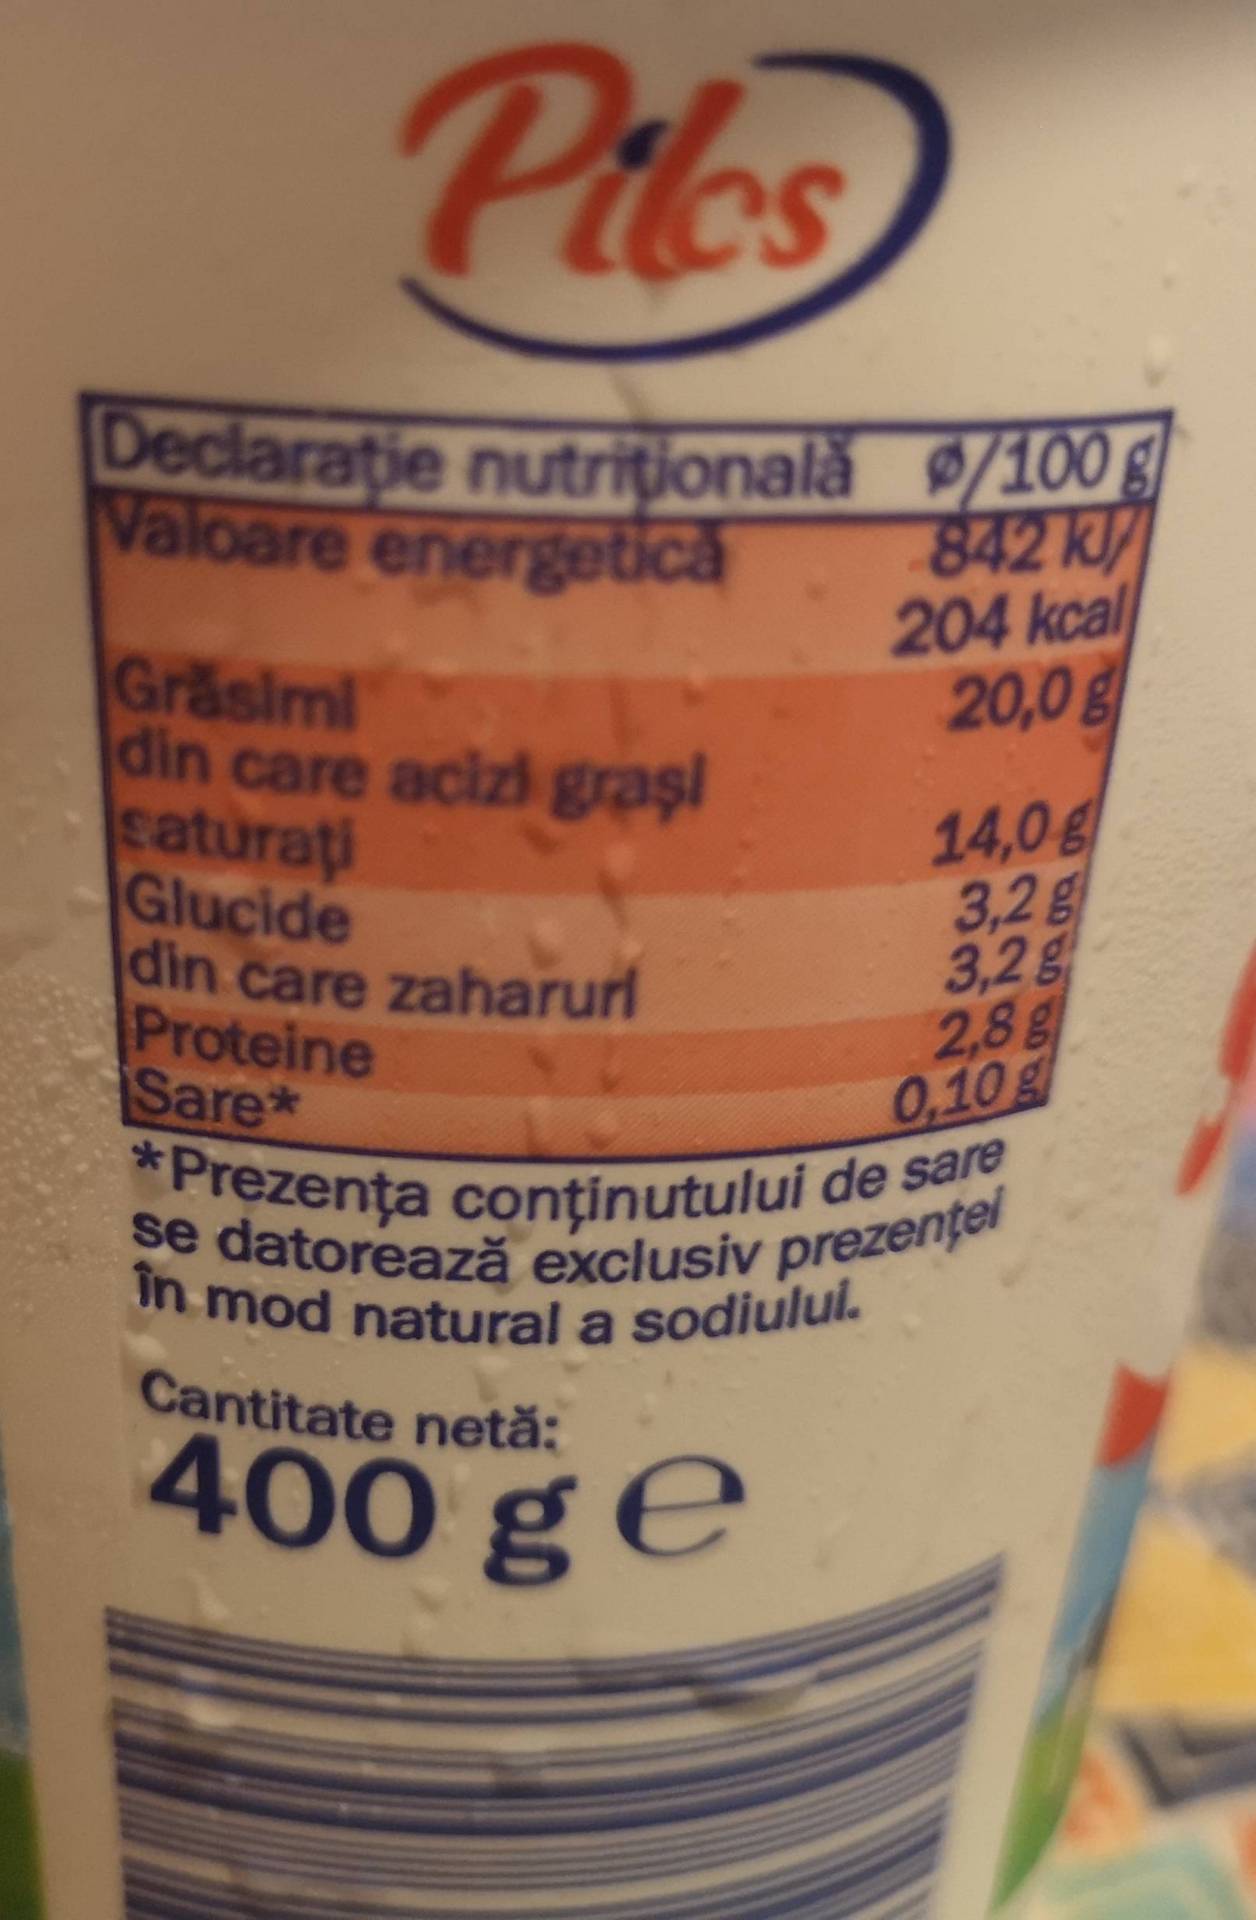 Pilos
Declarație nutrițională ø/100 g
Valoare energetică 842 kJ/
204 kcal
Grăsimi 20,0 g
din care acizi grași
saturați 14,0 g
Glucide 3,2 g
din care zaharuri 3,2 g
Proteine 2,8 g
Sare* 0,10 g
*Prezența conținutului de sare
se datorează exclusiv prezenței
în mod natural a sodiului.
Cantitate netă:
400 g ℮